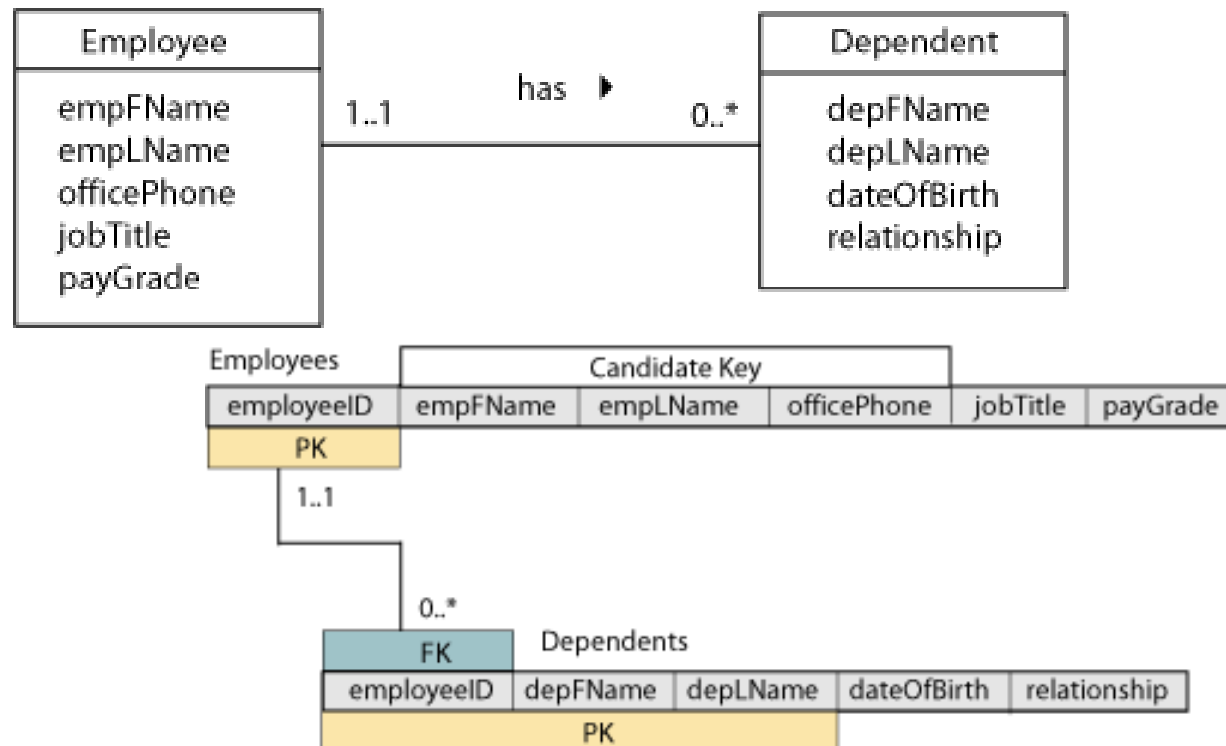 Employee
empFName
empLName
officePhone
jobTitle
payGrade
1..1
has
0..*
Dependent
depFName
depLName
dateOfBirth
relationship
Employees
Candidate Key
employeeID empFName empLName officePhone jobTitle payGrade
PK
1..1
0..*
FK
Dependents
employeeID depFName depLName dateOfBirth relationship
PK